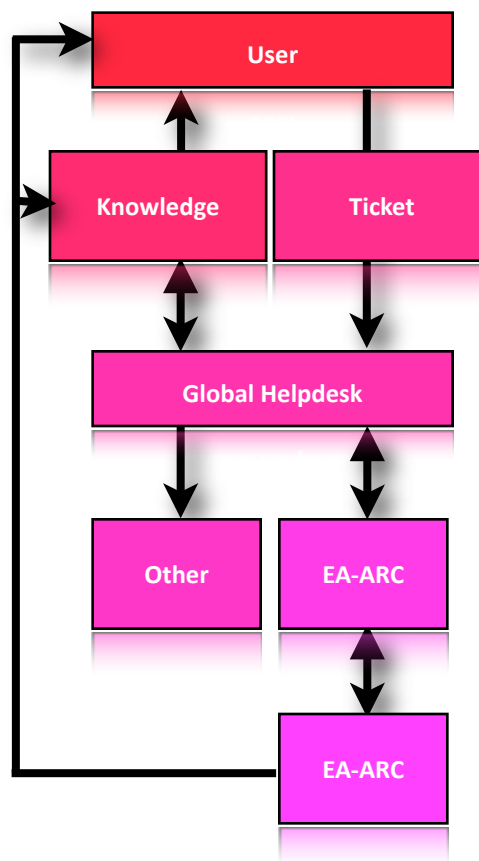 User
Knowledge
Ticket
Global Helpdesk
Other
EA-ARC
EA-ARC